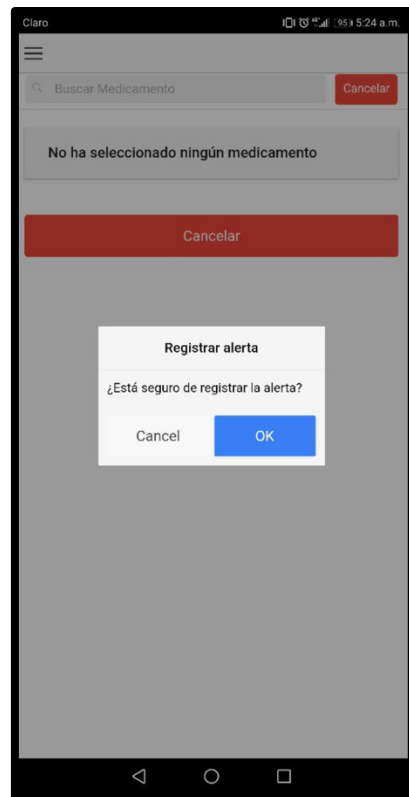 Claro 95 5:24 a.m.
Buscar Medicamento Cancelar
No ha seleccionado ningún medicamento
Cancelar
Registrar alerta
¿Está seguro de registrar la alerta?
Cancel OK